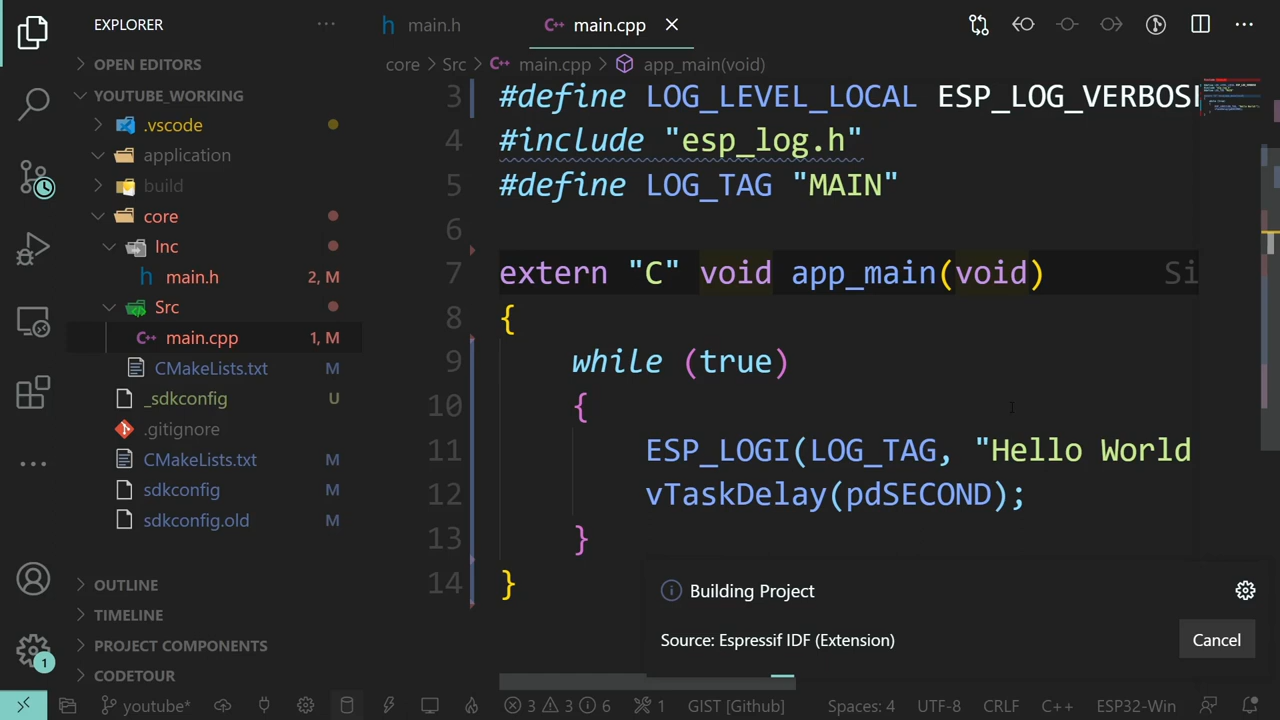 EXPLORER
main.h
main.cpp
OPEN EDITORS
core > Src > main.cpp > app_main(void)
YOUTUBE_WORKING
.vscode
application
build
core
Inc
main.h 2, M
Src
main.cpp 1, M
CMakeLists.txt M
_sdkconfig U
.gitignore
CMakeLists.txt M
sdkconfig M
sdkconfig.old M
OUTLINE
TIMELINE
PROJECT COMPONENTS
CODETOUR
1
3 #define LOG_LEVEL_LOCAL ESP_LOG_VERBOS
4 #include "esp_log.h"
5 #define LOG_TAG "MAIN"
6
7 extern "C" void app_main(void) Si
8 {
9 while (true)
10 {
11 ESP_LOGI(LOG_TAG, "Hello World
12 vTaskDelay(pdSECOND);
13 }
14 }
Building Project
Source: Espressif IDF (Extension)
Cancel
youtube* 3 3 6 1 GIST [Github] Spaces: 4 UTF-8 CRLF C++ ESP32-Win